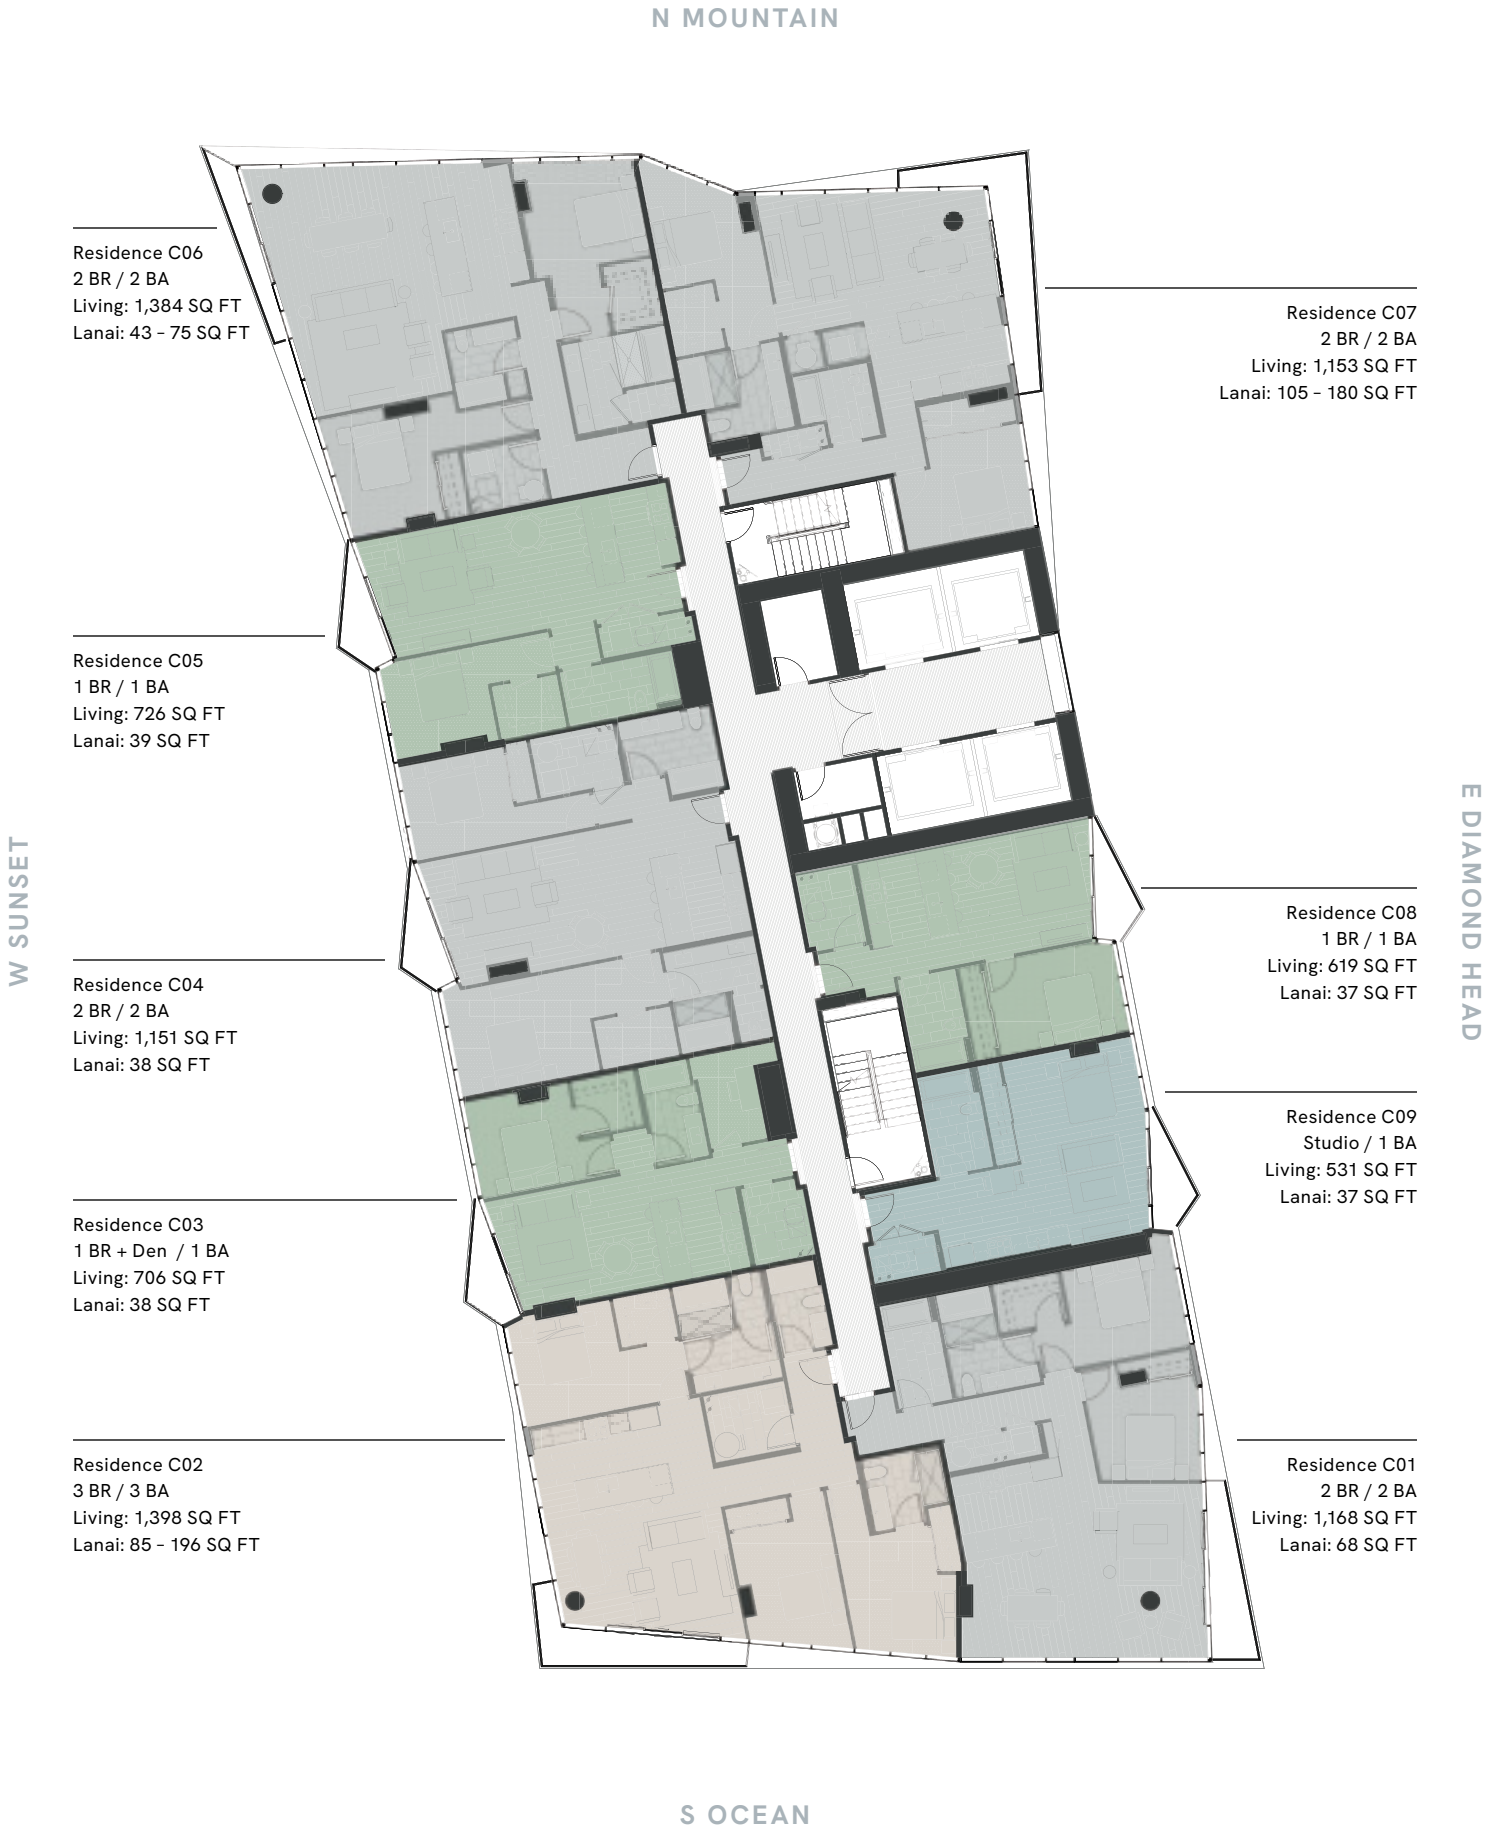 N MOUNTAIN
Residence C06
2 BR / 2 BA
Living: 1,384 SQ FT
Lanai: 43 – 75 SQ FT
Residence C07
2 BR / 2 BA
Living: 1,153 SQ FT
Lanai: 105 – 180 SQ FT
Residence C05
1 BR / 1 BA
Living: 726 SQ FT
Lanai: 39 SQ FT
W SUNSET
E DIAMOND HEAD
Residence C08
1 BR / 1 BA
Living: 619 SQ FT
Lanai: 37 SQ FT
Residence C04
2 BR / 2 BA
Living: 1,151 SQ FT
Lanai: 38 SQ FT
Residence C09
Studio / 1 BA
Living: 531 SQ FT
Lanai: 37 SQ FT
Residence C03
1 BR + Den / 1 BA
Living: 706 SQ FT
Lanai: 38 SQ FT
Residence C02
3 BR / 3 BA
Living: 1,398 SQ FT
Lanai: 85 – 196 SQ FT
Residence C01
2 BR / 2 BA
Living: 1,168 SQ FT
Lanai: 68 SQ FT
S OCEAN